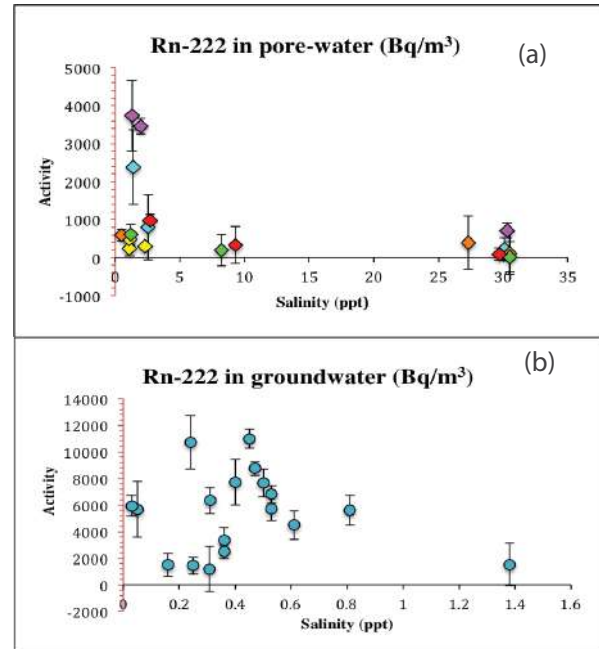 Rn-222 in pore-water (Bq/m³)
(a)
5000
4000
3000
2000
1000
0
-1000
Activity
0 5 10 15 20 25 30 35
Salinity (ppt)
Rn-222 in groundwater (Bq/m³)
(b)
14000
12000
10000
8000
6000
4000
2000
0
-2000
Activity
0 0.2 0.4 0.6 0.8 1 1.2 1.4 1.6
Salinity (ppt)